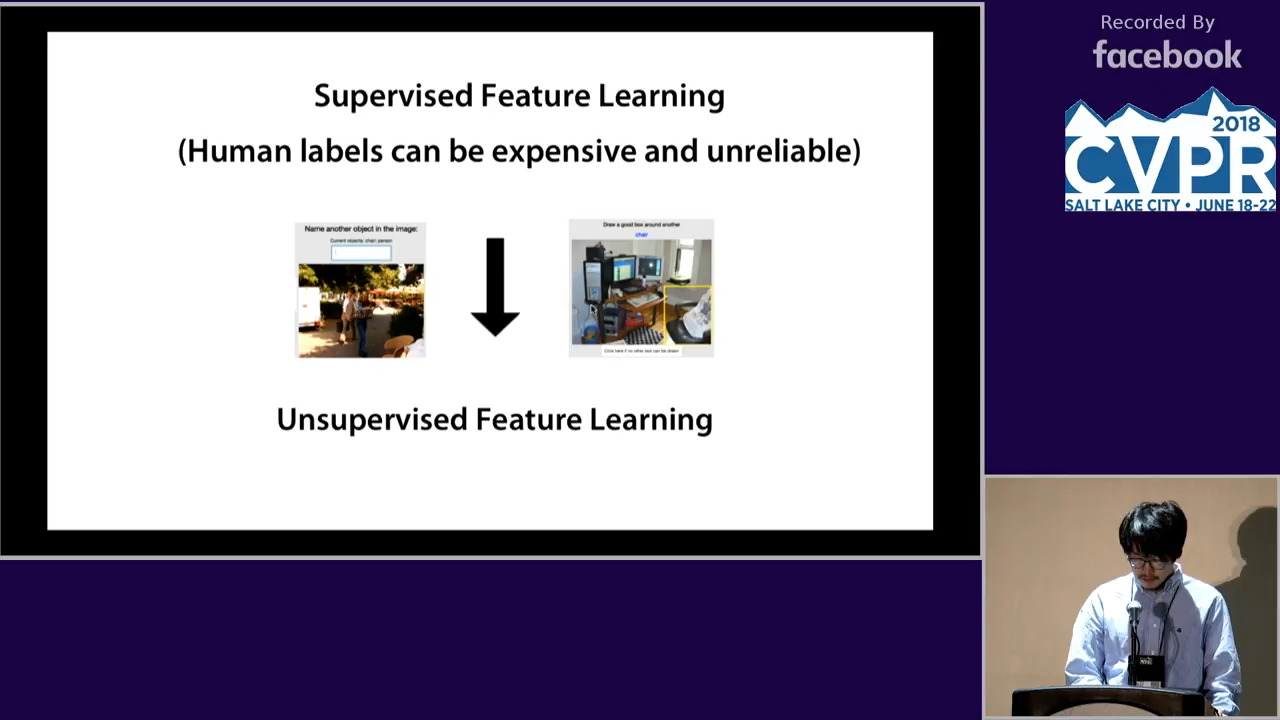 Supervised Feature Learning
(Human labels can be expensive and unreliable)
Name another object in the image:
Current objects: chair, person
Draw a good box around another
chair
Click here if no other box can be drawn
Unsupervised Feature Learning
Recorded By
facebook
2018
CVPR
SALT LAKE CITY • JUNE 18-22